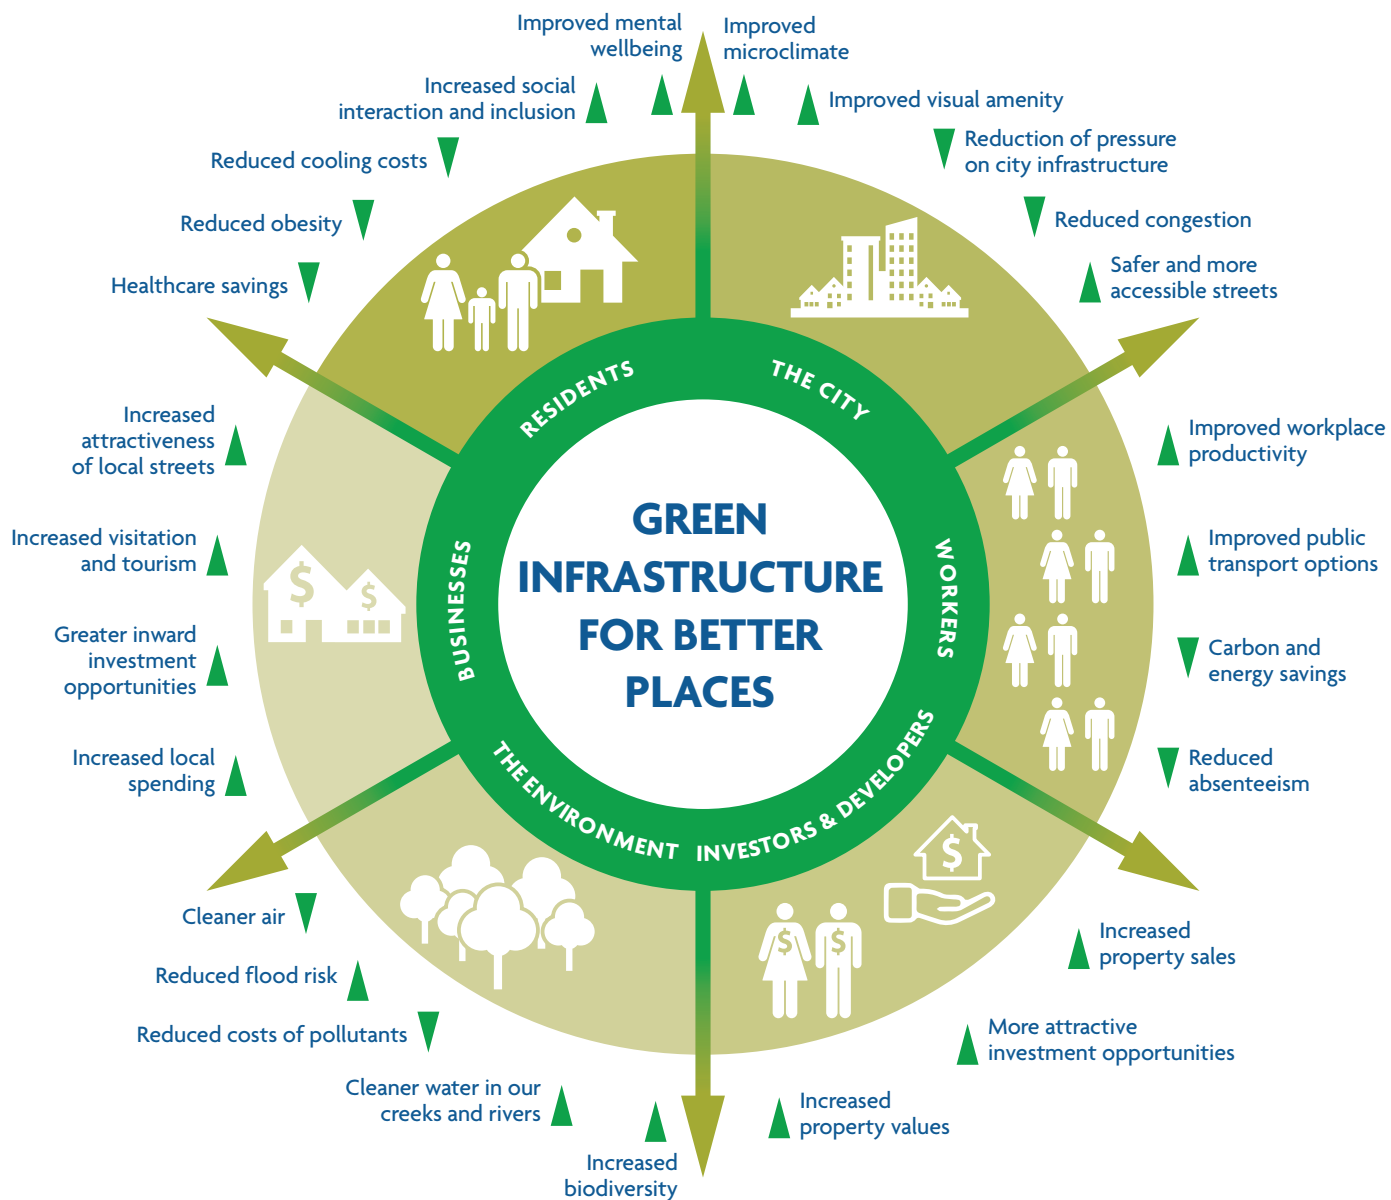 Improved mental
wellbeing
Improved
microclimate
Increased social
interaction and inclusion
Improved visual amenity
Reduced cooling costs
Reduction of pressure
on city infrastructure
Reduced obesity
Reduced congestion
Healthcare savings
Safer and more
accessible streets
RESIDENTS
THE CITY
Increased
attractiveness
of local streets
Improved workplace
productivity
GREEN
INFRASTRUCTURE
FOR BETTER
PLACES
BUSINESSES
WORKERS
Increased visitation
and tourism
$
$
Improved public
transport options
Greater inward
investment
opportunities
Carbon and
energy savings
Increased local
spending
Reduced
absenteeism
THE ENVIRONMENT
INVESTORS & DEVELOPERS
$
$
$
Cleaner air
Increased
property sales
Reduced flood risk
Reduced costs of pollutants
More attractive
investment opportunities
Cleaner water in our
creeks and rivers
Increased
property values
Increased
biodiversity